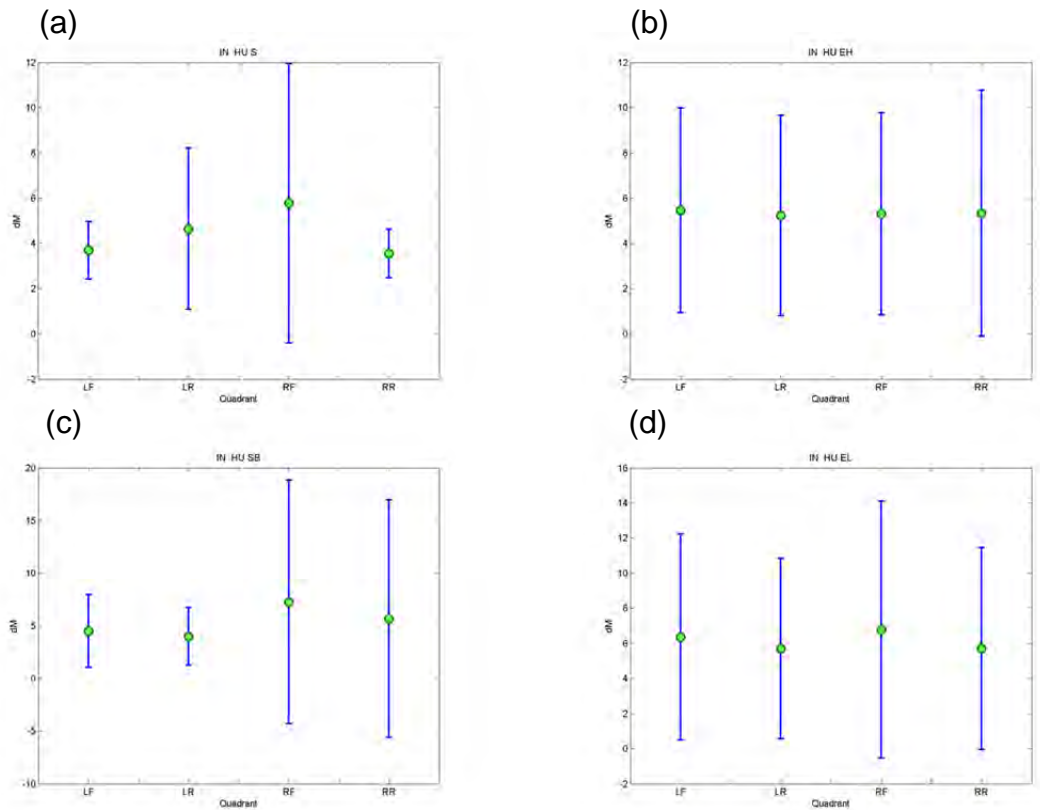 (a)
IN HU S
12
10
8
6
4
2
0
-2
dM
LF LR RF RR
Quadrant
(b)
IN HU EH
12
10
8
6
4
2
0
-2
dM
LF LR RF RR
Quadrant
(c)
IN HU SB
20
15
10
5
0
-5
-10
dM
LF LR RF RR
Quadrant
(d)
IN HU EL
16
14
12
10
8
6
4
2
0
-2
dM
LF LR RF RR
Quadrant